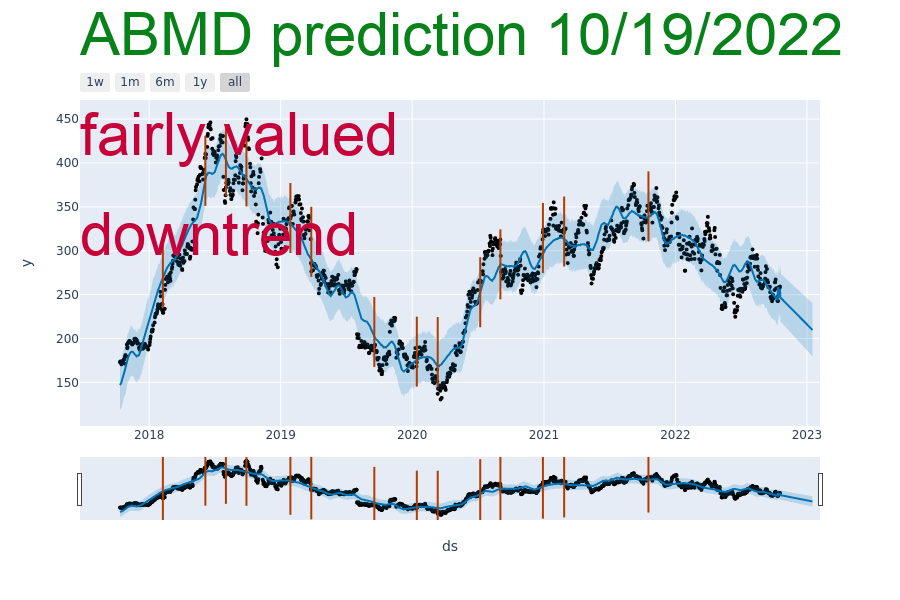 ABMD prediction 10/19/2022
1w 1m 6m 1y all
fairly valued
downtrend
450
400
350
300
250
200
150
y
2018 2019 2020 2021 2022 2023
ds